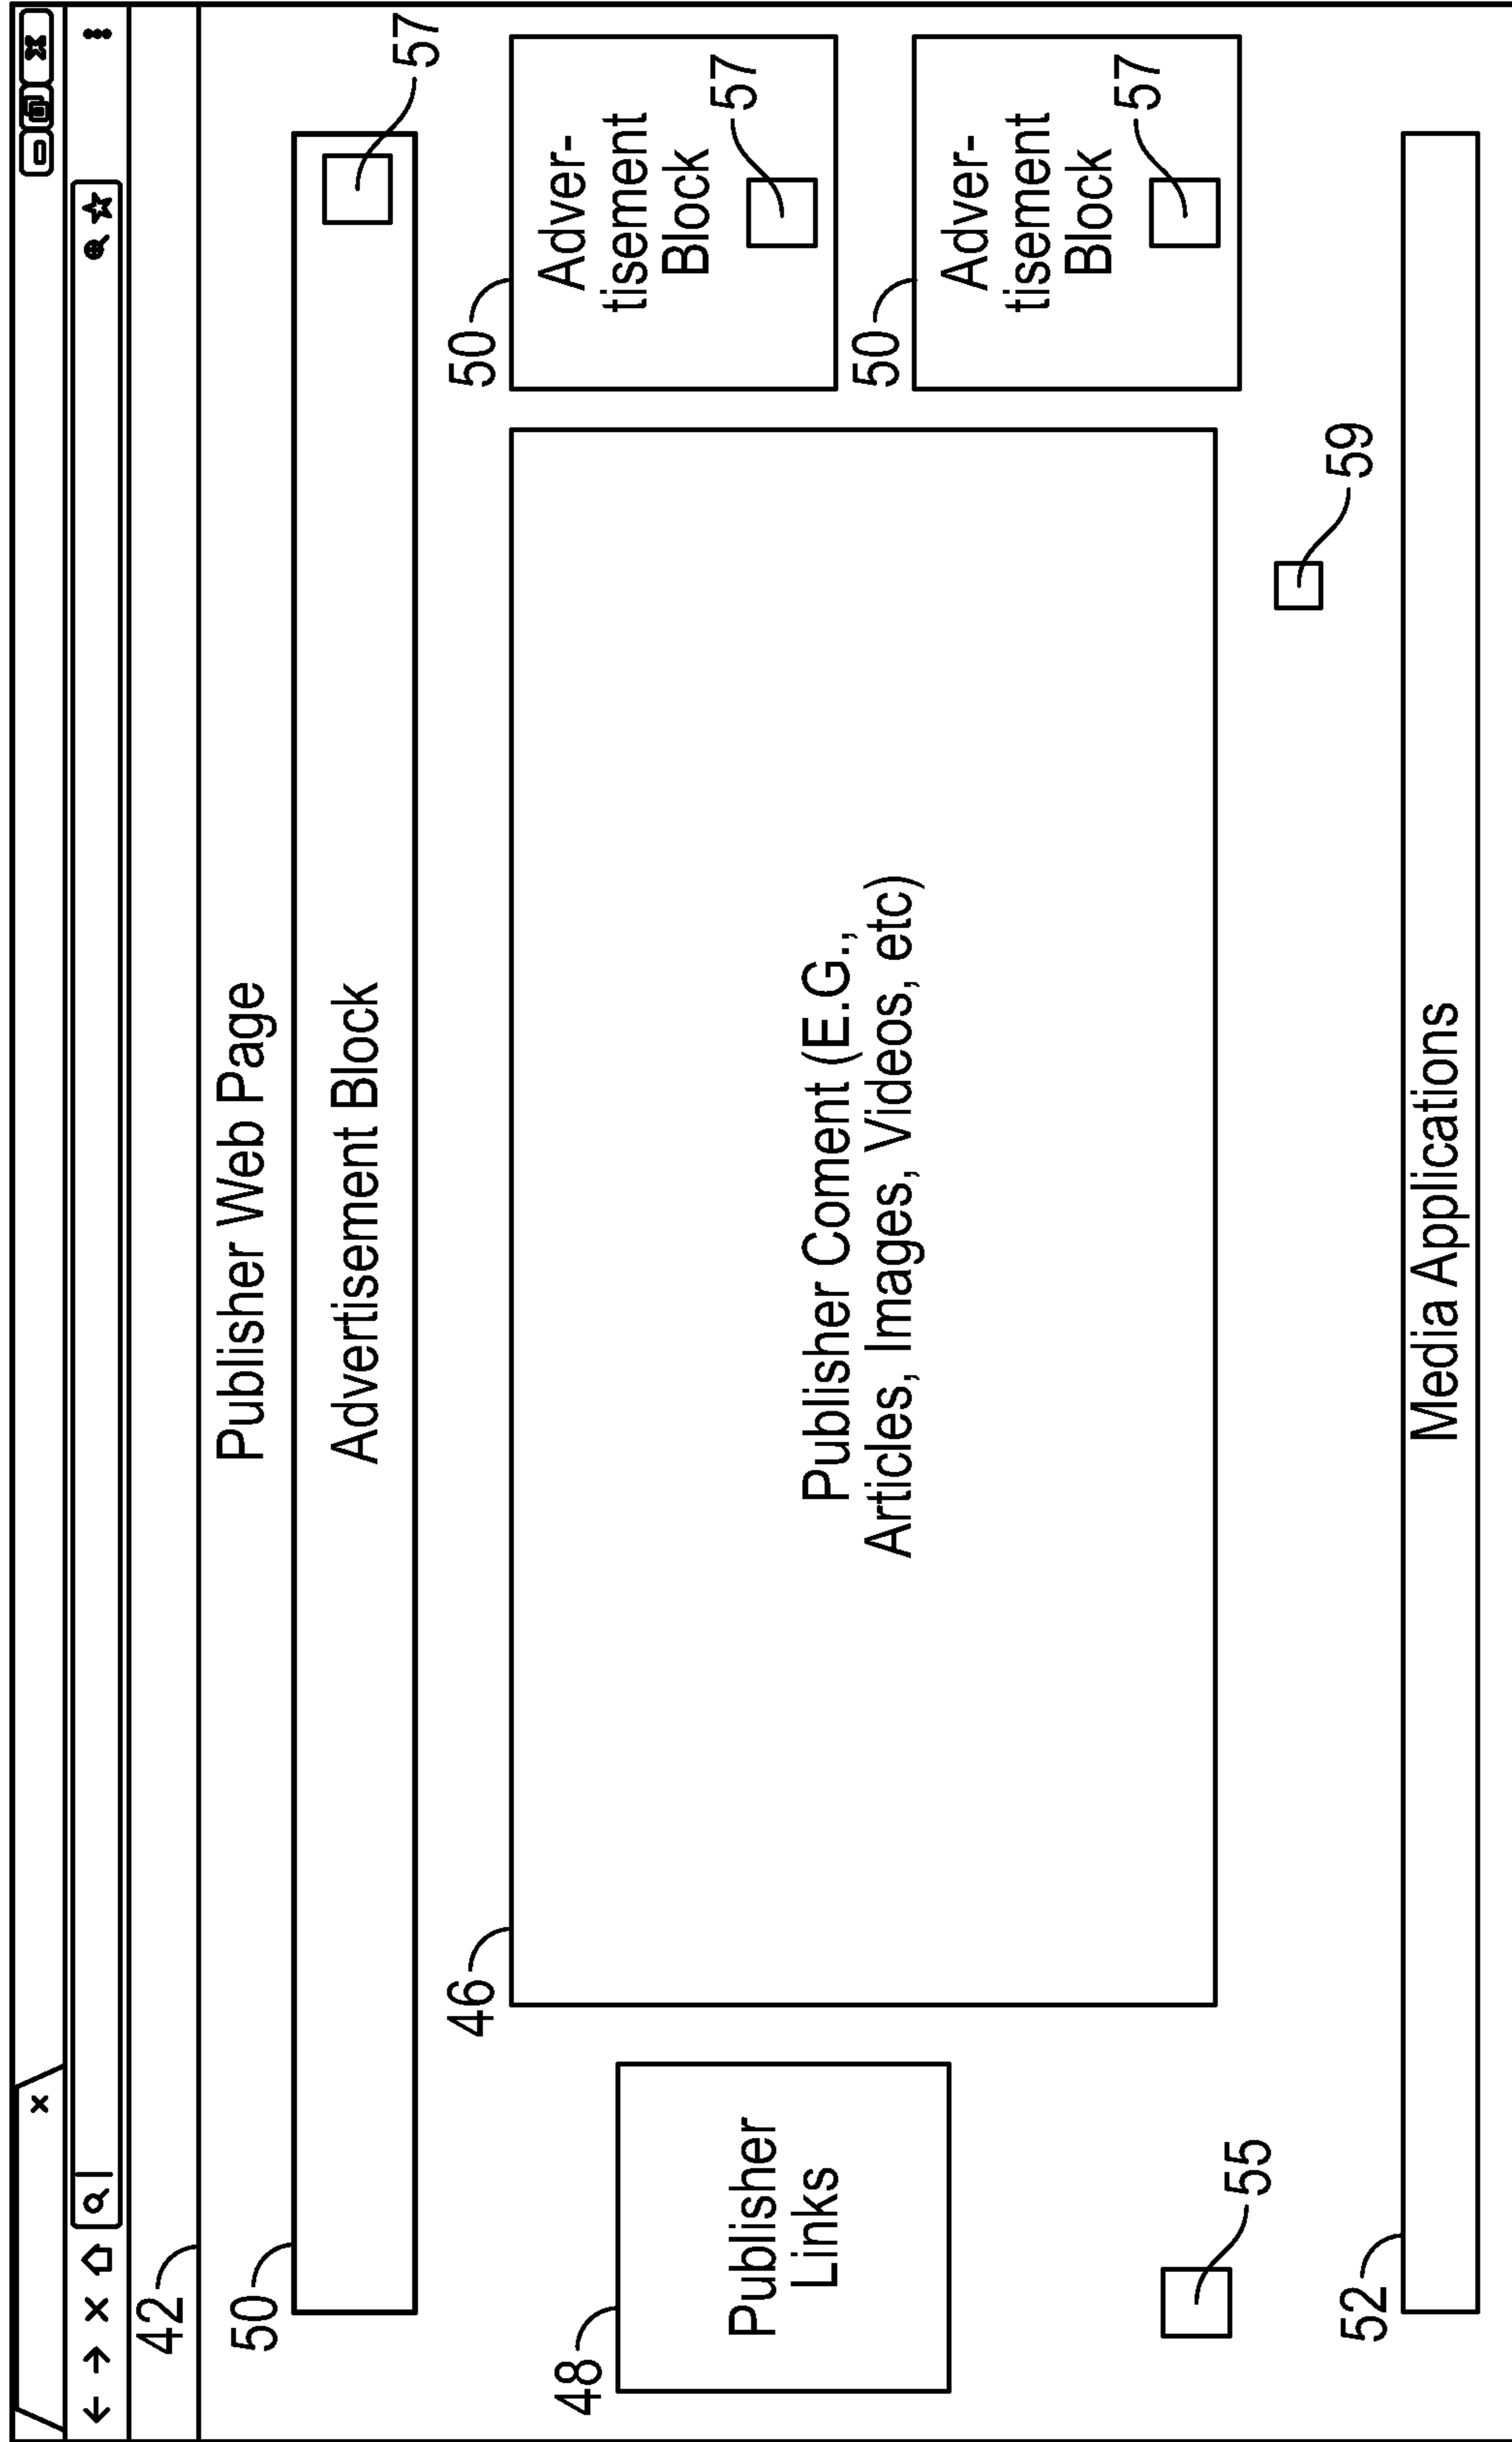 42
Publisher Web Page
50
Advertisement Block
57
46
50
Adver-
tisement
Block
57
48
Publisher
Links
Publisher Coment (E.G.,
Articles, Images, Videos, etc)
50
Adver-
tisement
Block
57
55
59
52
Media Applications